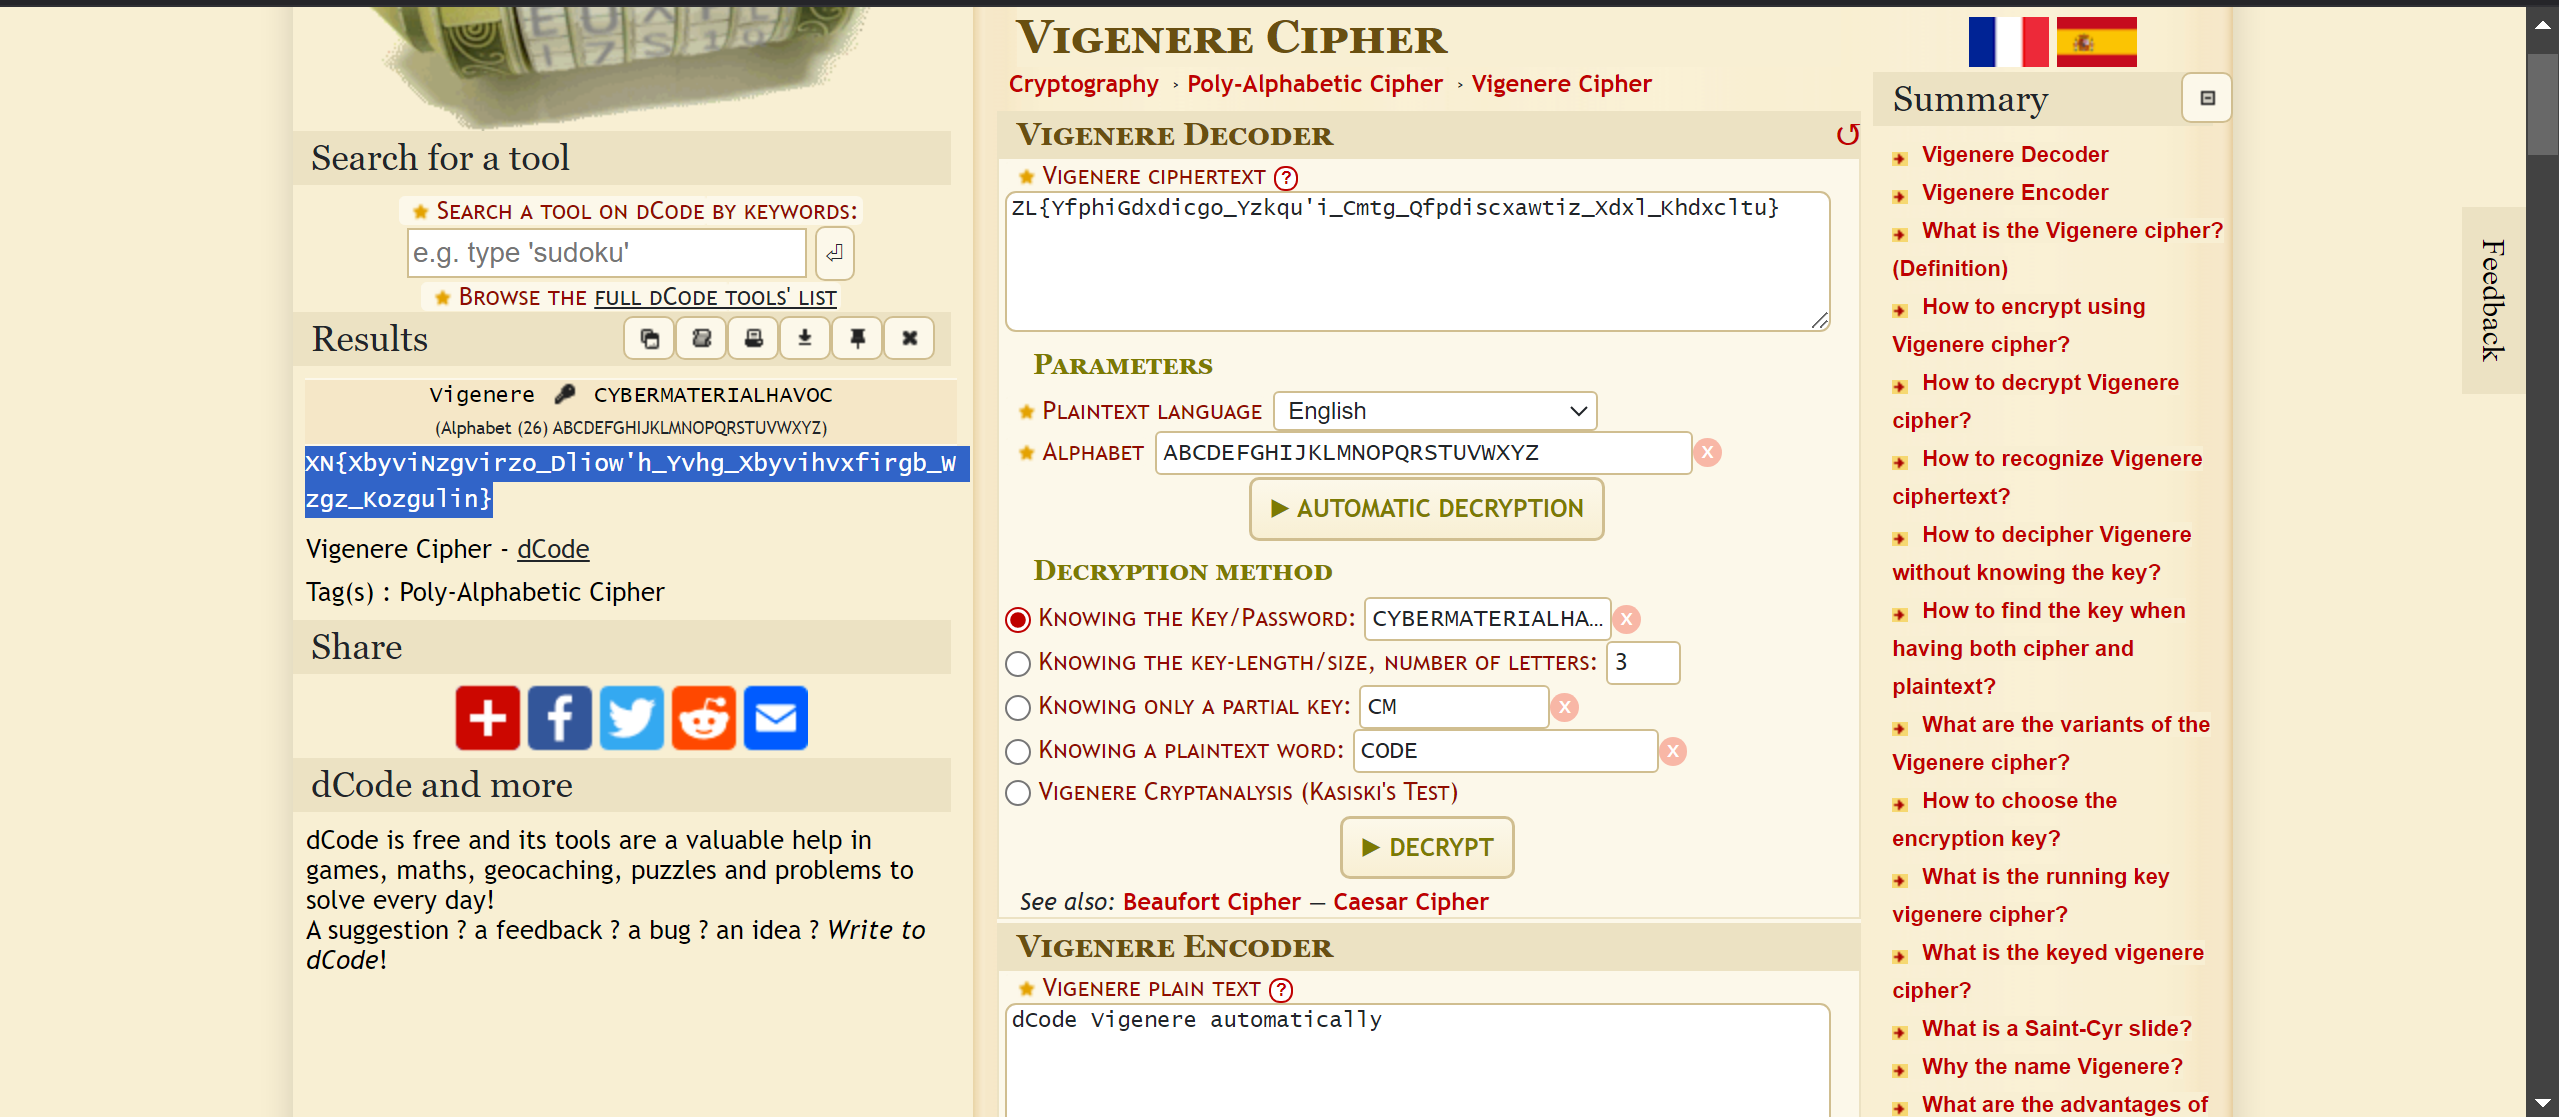 Search for a tool
SEARCH A TOOL ON DCODE BY KEYWORDS:
e.g. type 'sudoku'
BROWSE THE FULL DCODE TOOLS' LIST
Results
Vigenere CYBERMATERIALHAVOC
(Alphabet (26) ABCDEFGHIJKLMNOPQRSTUVWXYZ)
XN{XbyviNzgvirzo_Dliow'h_Yvhg_Xbyvihvxfirgb_W
zgz_Kozgulin}
Vigenere Cipher - dCode
Tag(s) : Poly-Alphabetic Cipher
Share
dCode and more
dCode is free and its tools are a valuable help in
games, maths, geocaching, puzzles and problems to
solve every day!
A suggestion ? a feedback ? a bug ? an idea ? Write to
dCode!
VIGENERE CIPHER
Cryptography › Poly-Alphabetic Cipher › Vigenere Cipher
VIGENERE DECODER
VIGENERE CIPHERTEXT ?
ZL{YfphiGdxdicgo_Yzkqu'i_Cmtg_Qfpdiscxawtiz_Xdxl_Khdxcltu}
PARAMETERS
PLAINTEXT LANGUAGE English
ALPHABET ABCDEFGHIJKLMNOPQRSTUVWXYZ X
▶ AUTOMATIC DECRYPTION
DECRYPTION METHOD
KNOWING THE KEY/PASSWORD: CYBERMATERIALHA... X
KNOWING THE KEY-LENGTH/SIZE, NUMBER OF LETTERS: 3
KNOWING ONLY A PARTIAL KEY: CM X
KNOWING A PLAINTEXT WORD: CODE X
VIGENERE CRYPTANALYSIS (KASISKI'S TEST)
▶ DECRYPT
See also: Beaufort Cipher — Caesar Cipher
VIGENERE ENCODER
VIGENERE PLAIN TEXT ?
dCode Vigenere automatically
Summary
Vigenere Decoder
Vigenere Encoder
What is the Vigenere cipher?
(Definition)
How to encrypt using
Vigenere cipher?
How to decrypt Vigenere
cipher?
How to recognize Vigenere
ciphertext?
How to decipher Vigenere
without knowing the key?
How to find the key when
having both cipher and
plaintext?
What are the variants of the
Vigenere cipher?
How to choose the
encryption key?
What is the running key
vigenere cipher?
What is the keyed vigenere
cipher?
What is a Saint-Cyr slide?
Why the name Vigenere?
What are the advantages of
Feedback